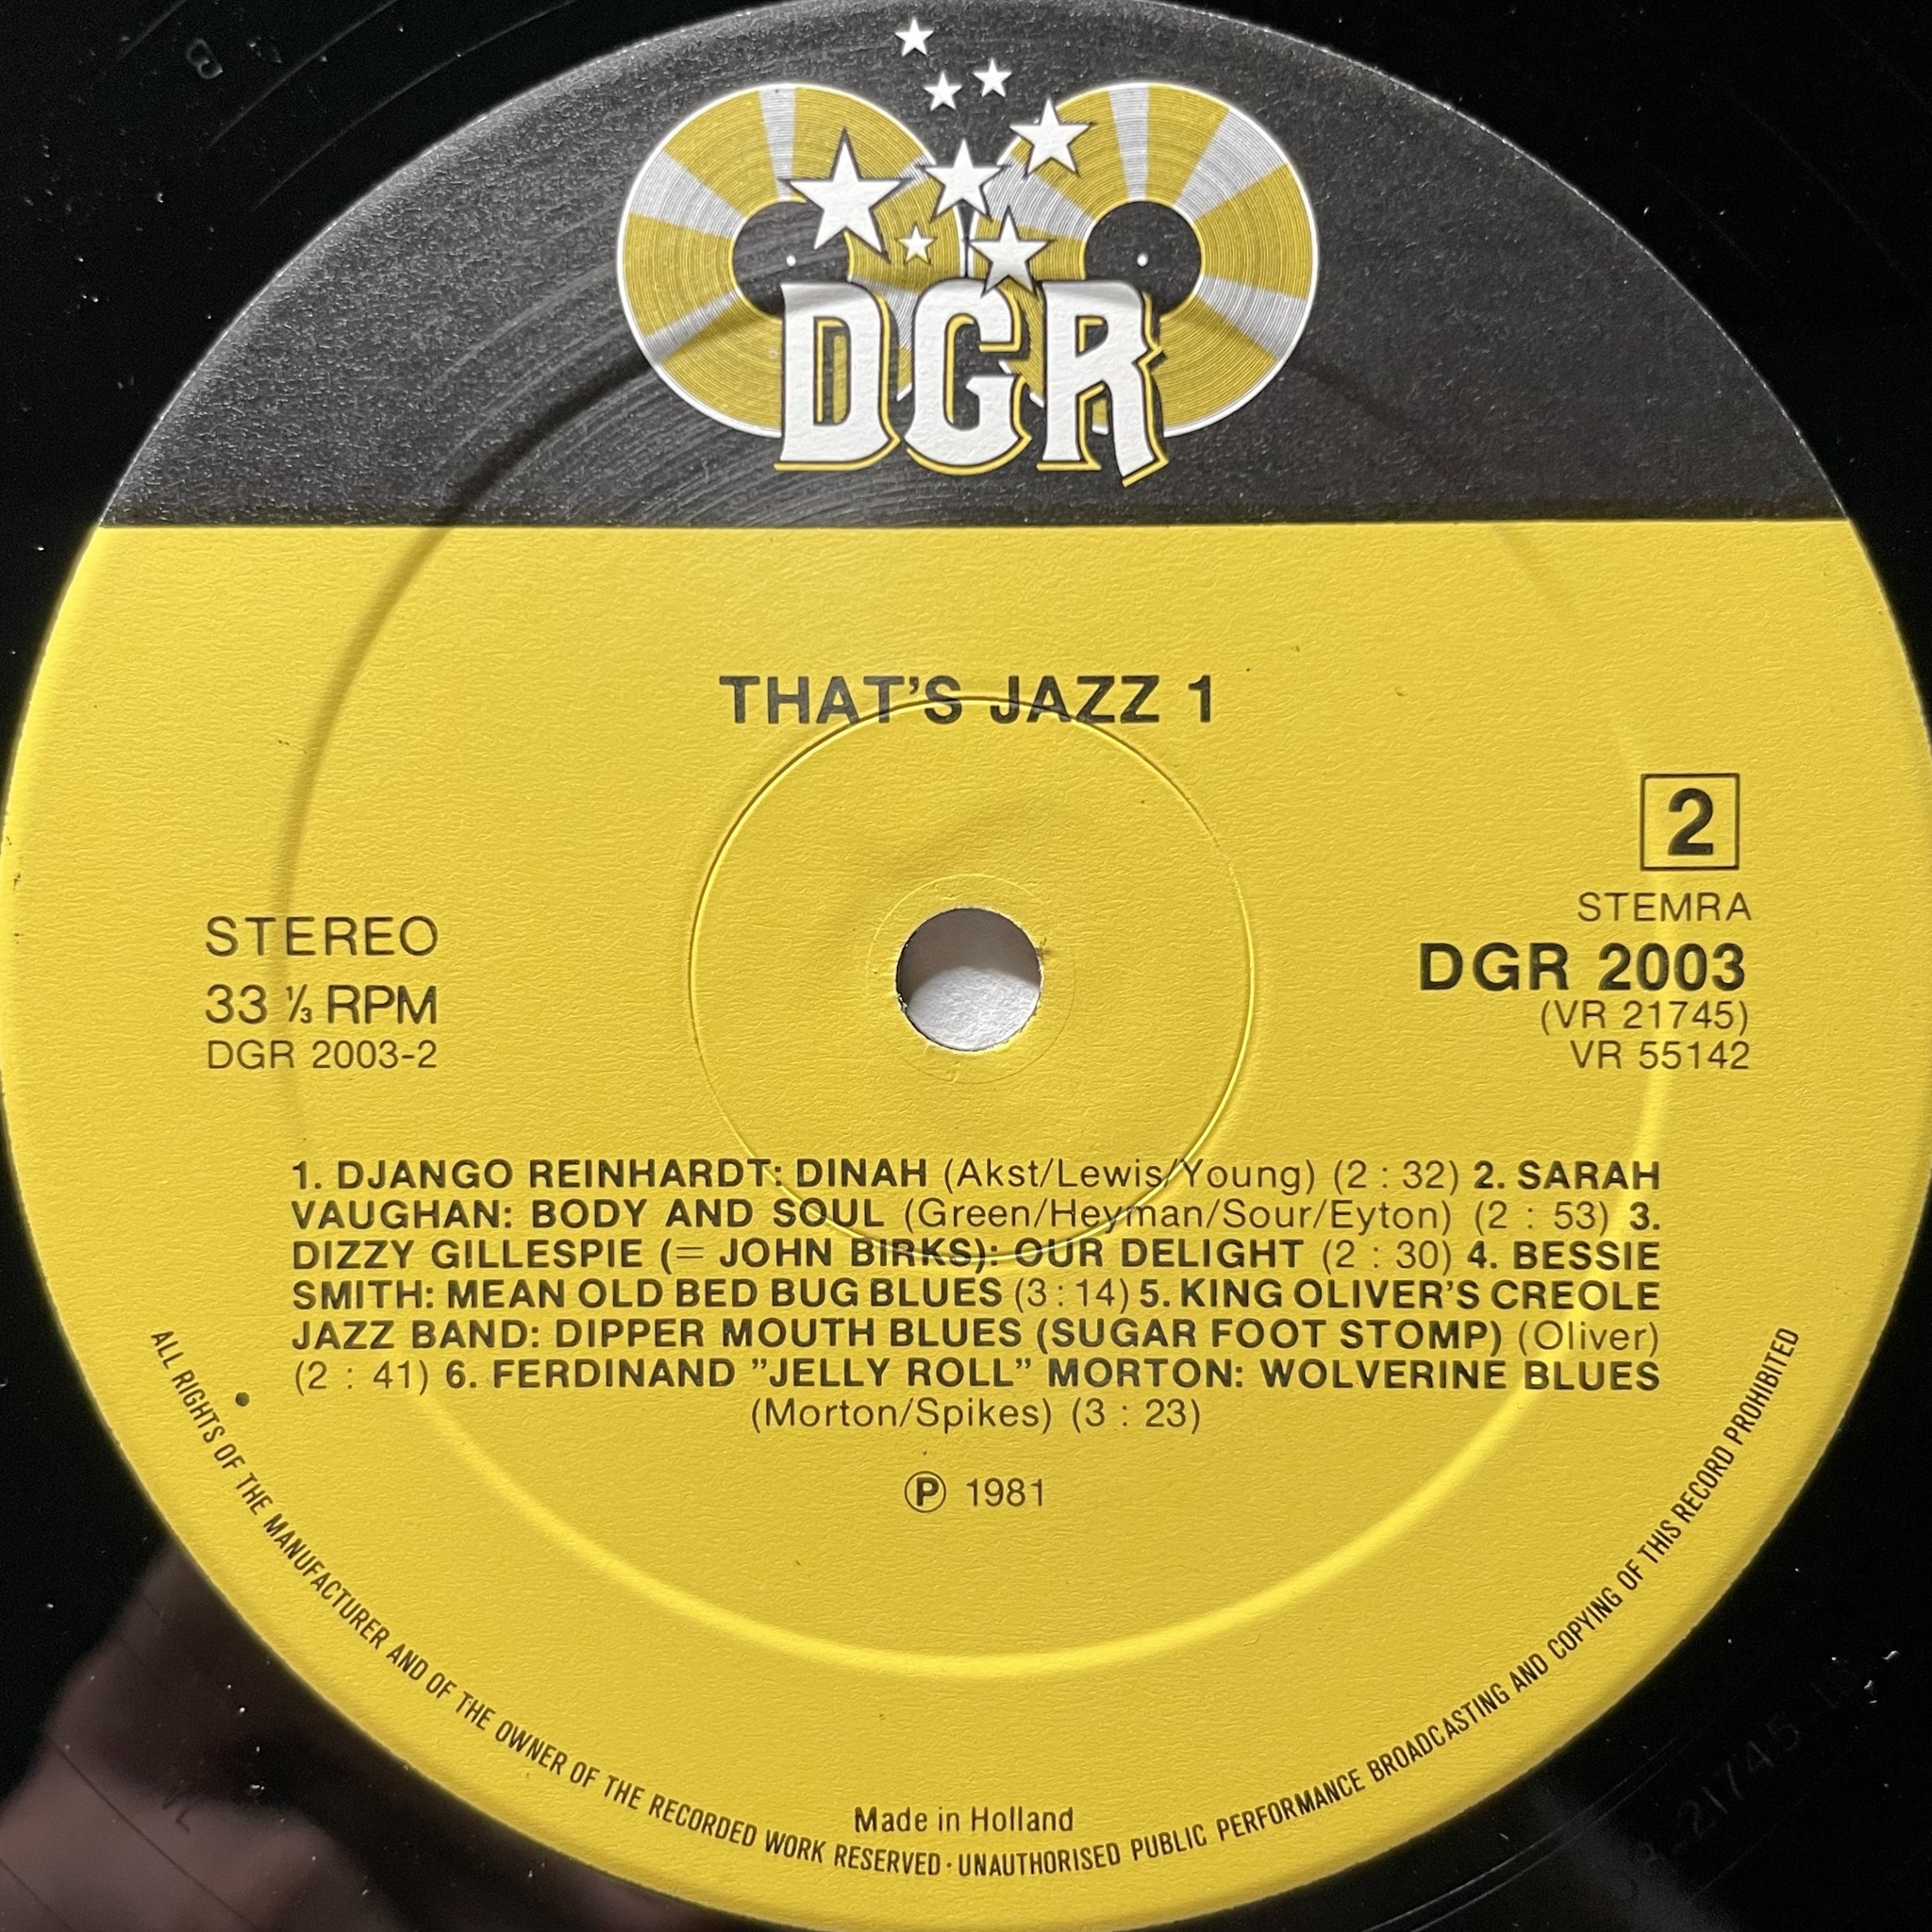 DGR
THAT'S JAZZ 1
2
STEMRA
STEREO
DGR 2003
33 ⅓ RPM
(VR 21745)
DGR 2003-2
VR 55142
1. DJANGO REINHARDT: DINAH (Akst/Lewis/Young) (2 : 32) 2. SARAH
VAUGHAN: BODY AND SOUL (Green/Heyman/Sour/Eyton) (2 : 53) 3.
DIZZY GILLESPIE (= JOHN BIRKS): OUR DELIGHT (2 : 30) 4. BESSIE
SMITH: MEAN OLD BED BUG BLUES (3 : 14) 5. KING OLIVER'S CREOLE
JAZZ BAND: DIPPER MOUTH BLUES (SUGAR FOOT STOMP) (Oliver)
(2 : 41) 6. FERDINAND ”JELLY ROLL” MORTON: WOLVERINE BLUES
(Morton/Spikes) (3 : 23)
Ⓟ 1981
Made in Holland
ALL RIGHTS OF THE MANUFACTURER AND OF THE OWNER OF THE RECORDED WORK RESERVED · UNAUTHORISED PUBLIC PERFORMANCE BROADCASTING AND COPYING OF THIS RECORD PROHIBITED